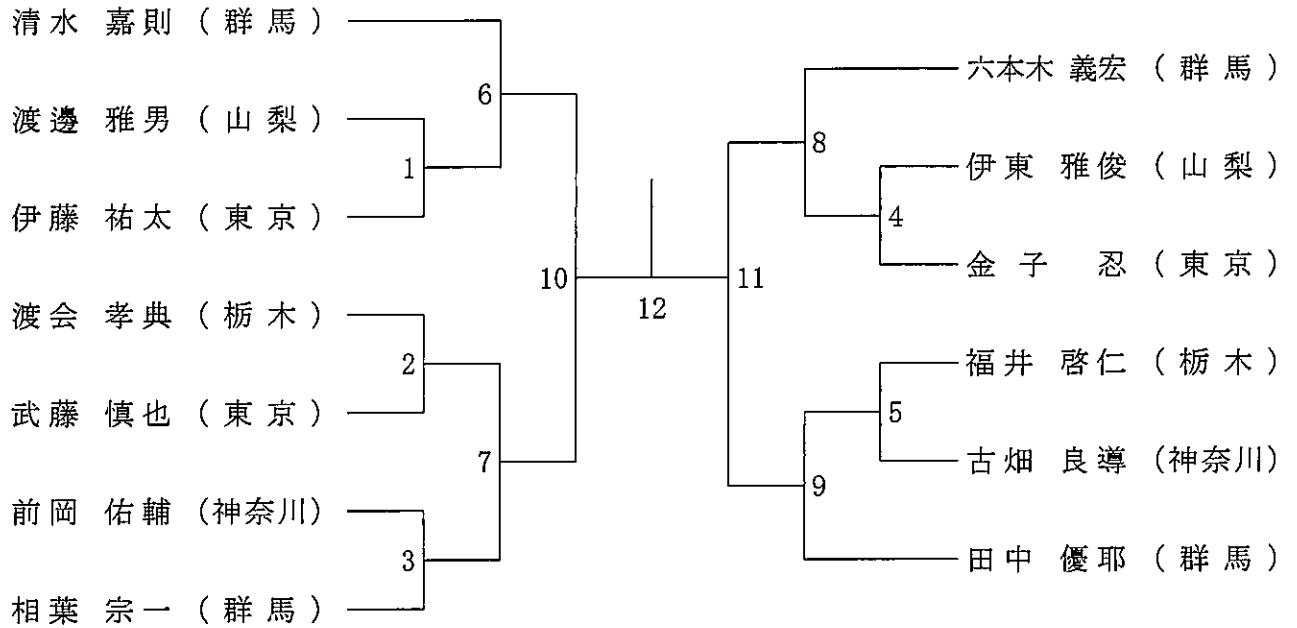 清水 嘉則 (群馬)
渡邊 雅男 (山梨)
伊藤 祐太 (東京)
渡会 孝典 (栃木)
武藤 慎也 (東京)
前岡 佑輔 (神奈川)
相葉 宗一 (群馬)
6
1
2
7
3
10
12
11
8
4
5
9
六本木 義宏 (群馬)
伊東 雅俊 (山梨)
金子 忍 (東京)
福井 啓仁 (栃木)
古畑 良導 (神奈川)
田中 優耶 (群馬)